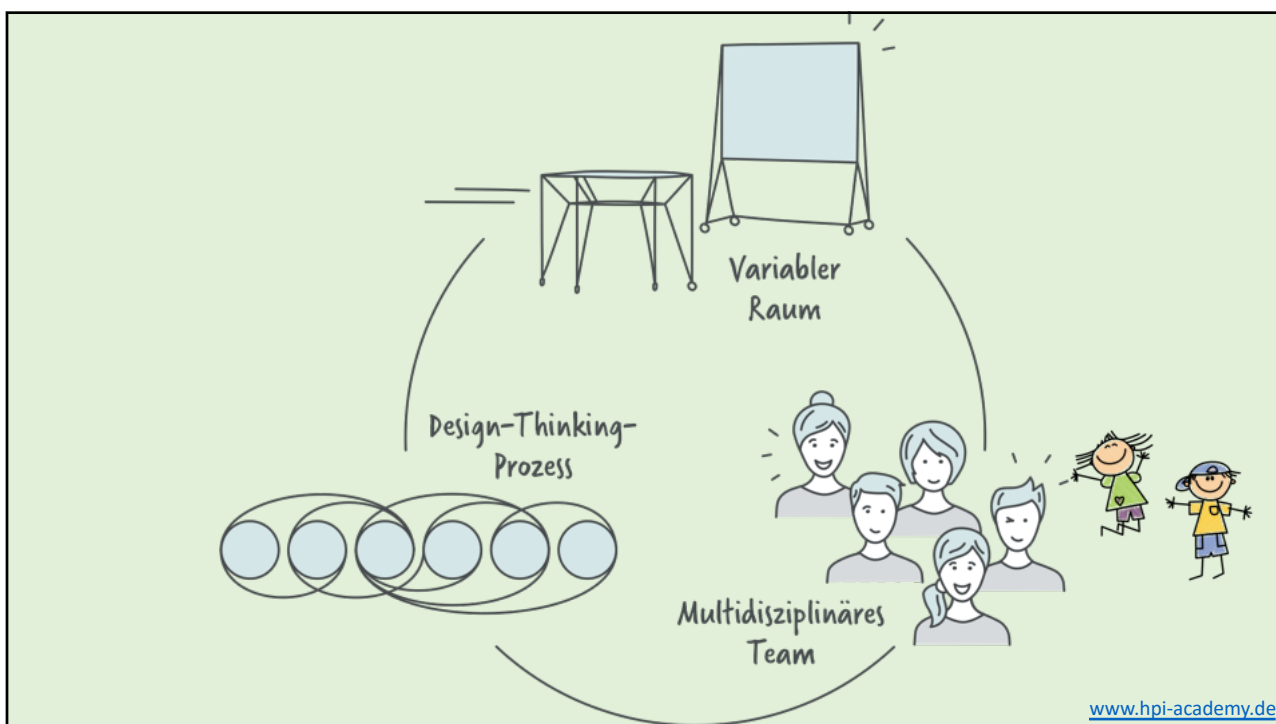 Variabler
Raum
Design-Thinking-
Prozess
Multidisziplinäres
Team
www.hpi-academy.de